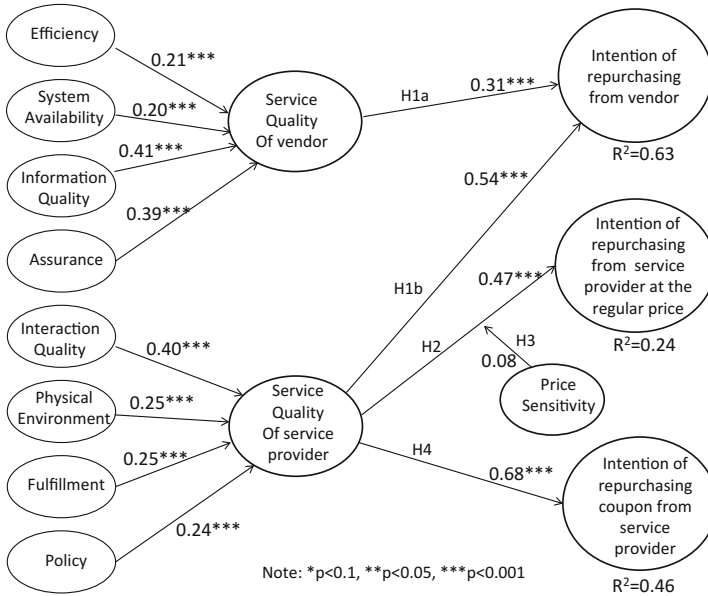 Efficiency
0.21***
System
Availability
0.20***
Information
Quality
0.41***
Assurance
0.39***
Service
Quality
Of vendor
H1a
0.31***
Intention of
repurchasing
from vendor
R²=0.63
0.54***
H1b
Interaction
Quality
0.40***
Physical
Environment
0.25***
Fulfillment
0.25***
Policy
0.24***
Service
Quality
Of service
provider
H2
0.47***
Intention of
repurchasing
from service
provider at the
regular price
R²=0.24
H3
0.08
Price
Sensitivity
H4
0.68***
Intention of
repurchasing
coupon from
service
provider
R²=0.46
Note: *p<0.1, **p<0.05, ***p<0.001